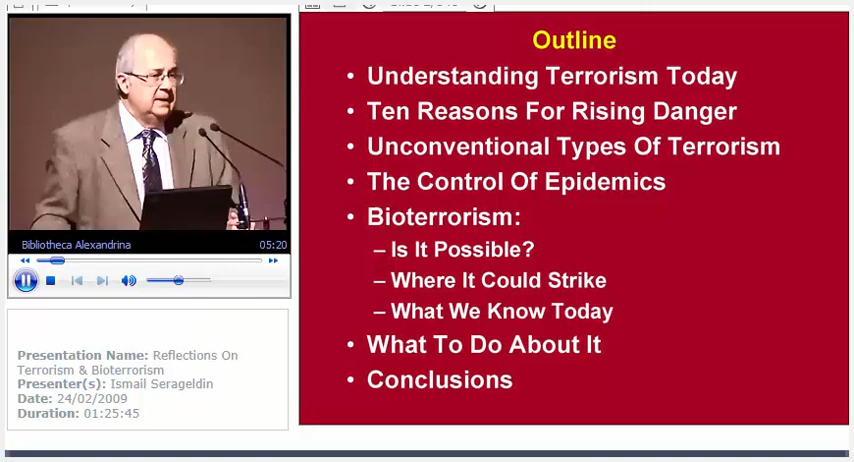 Outline
• Understanding Terrorism Today
• Ten Reasons For Rising Danger
• Unconventional Types Of Terrorism
• The Control Of Epidemics
• Bioterrorism:
– Is It Possible?
– Where It Could Strike
– What We Know Today
• What To Do About It
• Conclusions
Bibliotheca Alexandrina 05:20
Presentation Name: Reflections On
Terrorism & Bioterrorism
Presenter(s): Ismail Serageldin
Date: 24/02/2009
Duration: 01:25:45